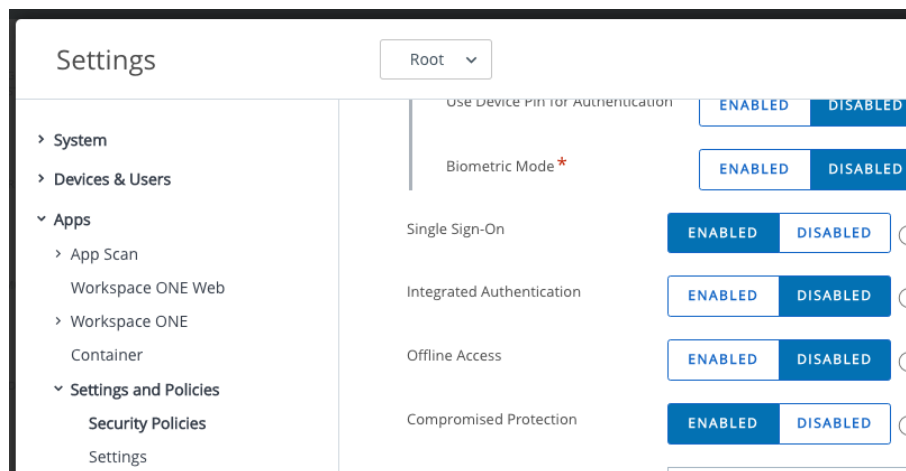 Settings
Root
System
Devices & Users
Apps
App Scan
Workspace ONE Web
Workspace ONE
Container
Settings and Policies
Security Policies
Settings
Use Device Pin for Authentication ENABLED DISABLED
Biometric Mode* ENABLED DISABLED
Single Sign-On ENABLED DISABLED
Integrated Authentication ENABLED DISABLED
Offline Access ENABLED DISABLED
Compromised Protection ENABLED DISABLED